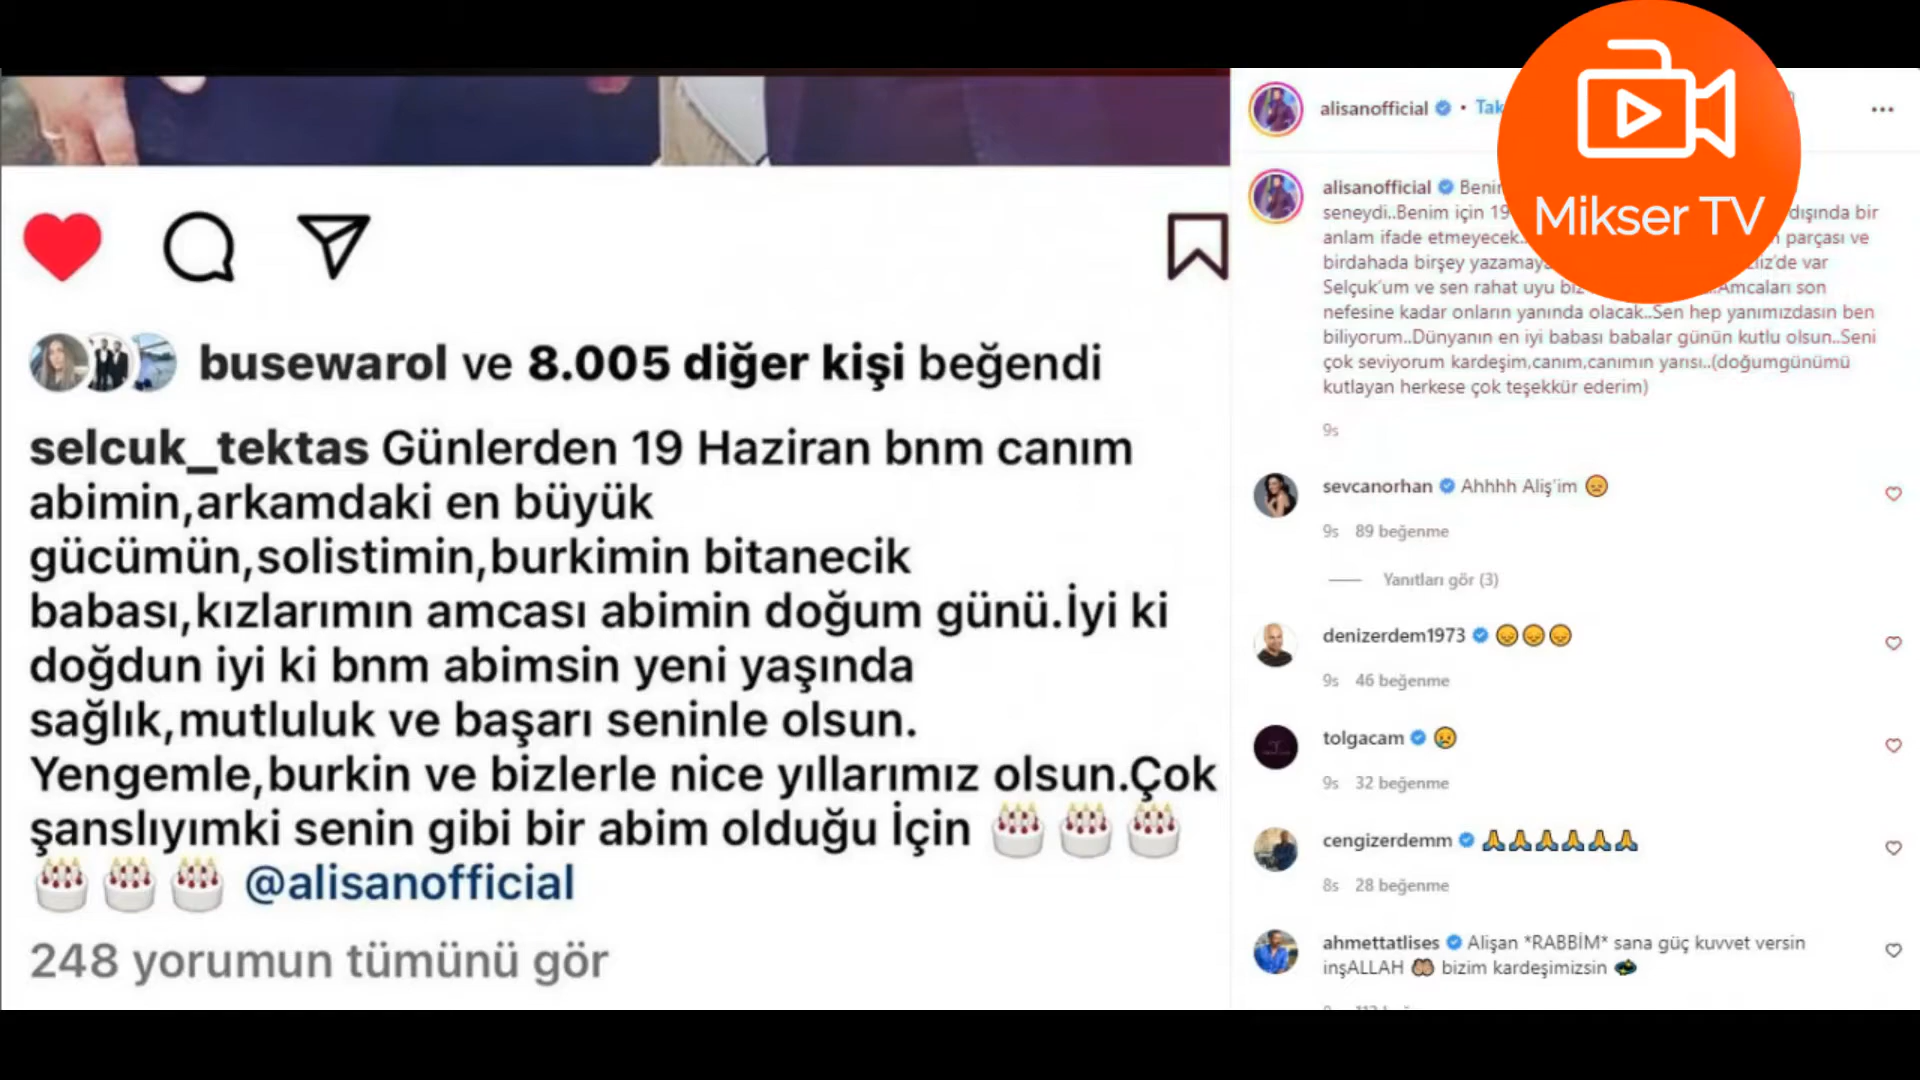 busewarol ve 8.005 diğer kişi beğendi
selcuk_tektas Günlerden 19 Haziran bnm canım
abimin,arkamdaki en büyük
gücümün,solistimin,burkimin bitanecik
babası,kızlarımın amcası abimin doğum günü.İyi ki
doğdun iyi ki bnm abimsin yeni yaşında
sağlık,mutluluk ve başarı seninle olsun.
Yengemle,burkin ve bizlerle nice yıllarımız olsun.Çok
şanslıyımki senin gibi bir abim olduğu İçin 🎂🎂🎂
🎂🎂🎂 @alisanofficial
248 yorumun tümünü gör
alisanofficial •
Mikser TV
alisanofficial
seneydi..Benim için 19 dışında bir
anlam ifade etmeyecek.. parçası ve
birdahada birşey var
Selçuk'um ve sen rahat uyu biz ..Amcaları son
nefesine kadar onların yanında olacak..Sen hep yanımızdasın ben
biliyorum..Dünyanın en iyi babası babalar günün kutlu olsun..Seni
çok seviyorum kardeşim,canım,canımın yarısı..(doğumgünümü
kutlayan herkese çok teşekkür ederim)
9s
sevcanorhan Ahhhh Aliş'im 😞
9s 89 beğenme
Yanıtları gör (3)
denizerdem1973 😞😞😞
9s 46 beğenme
tolgacam 😢
9s 32 beğenme
cengizerdemm 🙏🙏🙏🙏🙏🙏
8s 28 beğenme
ahmettatlises Alişan *RABBİM* sana güç kuvvet versin
inşALLAH 🤲 bizim kardeşimizsin